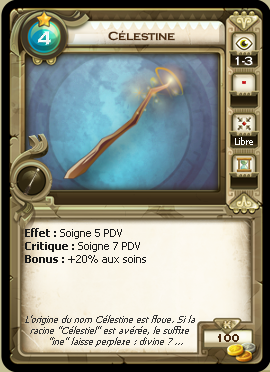 CÉLESTINE
4
1-3
Libre
Effet : Soigne 5 PDV
Critique : Soigne 7 PDV
Bonus : +20% aux soins
L'origine du nom Célestine est floue. Si la
racine "Célestiel" est avérée, le suffite
"ine" laisse perplexe : divine ? ...
K
100